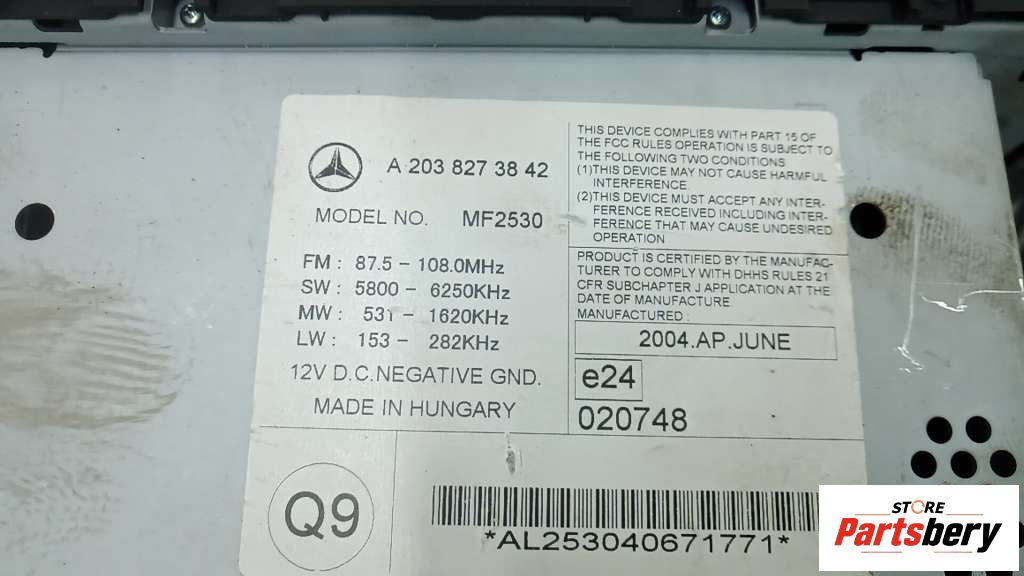 A 203 827 38 42
MODEL NO. MF2530
FM : 87.5 - 108.0MHz
SW : 5800 - 6250KHz
MW : 531 - 1620KHz
LW : 153 - 282KHz
12V D.C.NEGATIVE GND.
MADE IN HUNGARY
THIS DEVICE COMPLIES WITH PART 15 OF
THE FCC RULES OPERATION IS SUBJECT TO
THE FOLLOWING TWO CONDITIONS
(1)THIS DEVICE MAY NOT CAUSE HARMFUL
INTERFERENCE.
(2)THIS DEVICE MUST ACCEPT ANY INTER-
FERENCE RECEIVED INCLUDING INTER-
FERENCE THAT MAY CAUSE UNDESIRED
OPERATION
PRODUCT IS CERTIFIED BY THE MANUFAC-
TURER TO COMPLY WITH DHHS RULES 21
CFR SUBCHAPTER J APPLICATION AT THE
DATE OF MANUFACTURE
MANUFACTURED :
2004.AP.JUNE
e24
020748
Q9
*AL253040671771*
STORE
Partsbery